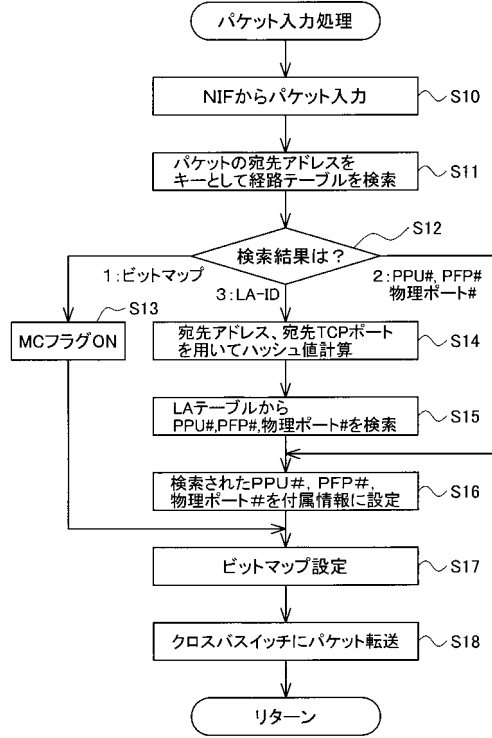 パケット入力処理
NIFからパケット入力
S10
パケットの宛先アドレスを
キーとして経路テーブルを検索
S11
検索結果は？
S12
1:ビットマップ
3:LA-ID
2:PPU#, PFP#
物理ポート#
S13
MCフラグON
宛先アドレス、宛先TCPポート
を用いてハッシュ値計算
S14
LAテーブルから
PPU#,PFP#,物理ポート#を検索
S15
検索されたPPU＃, PFP＃,
物理ポート＃を付属情報に設定
S16
ビットマップ設定
S17
クロスバスイッチにパケット転送
S18
リターン